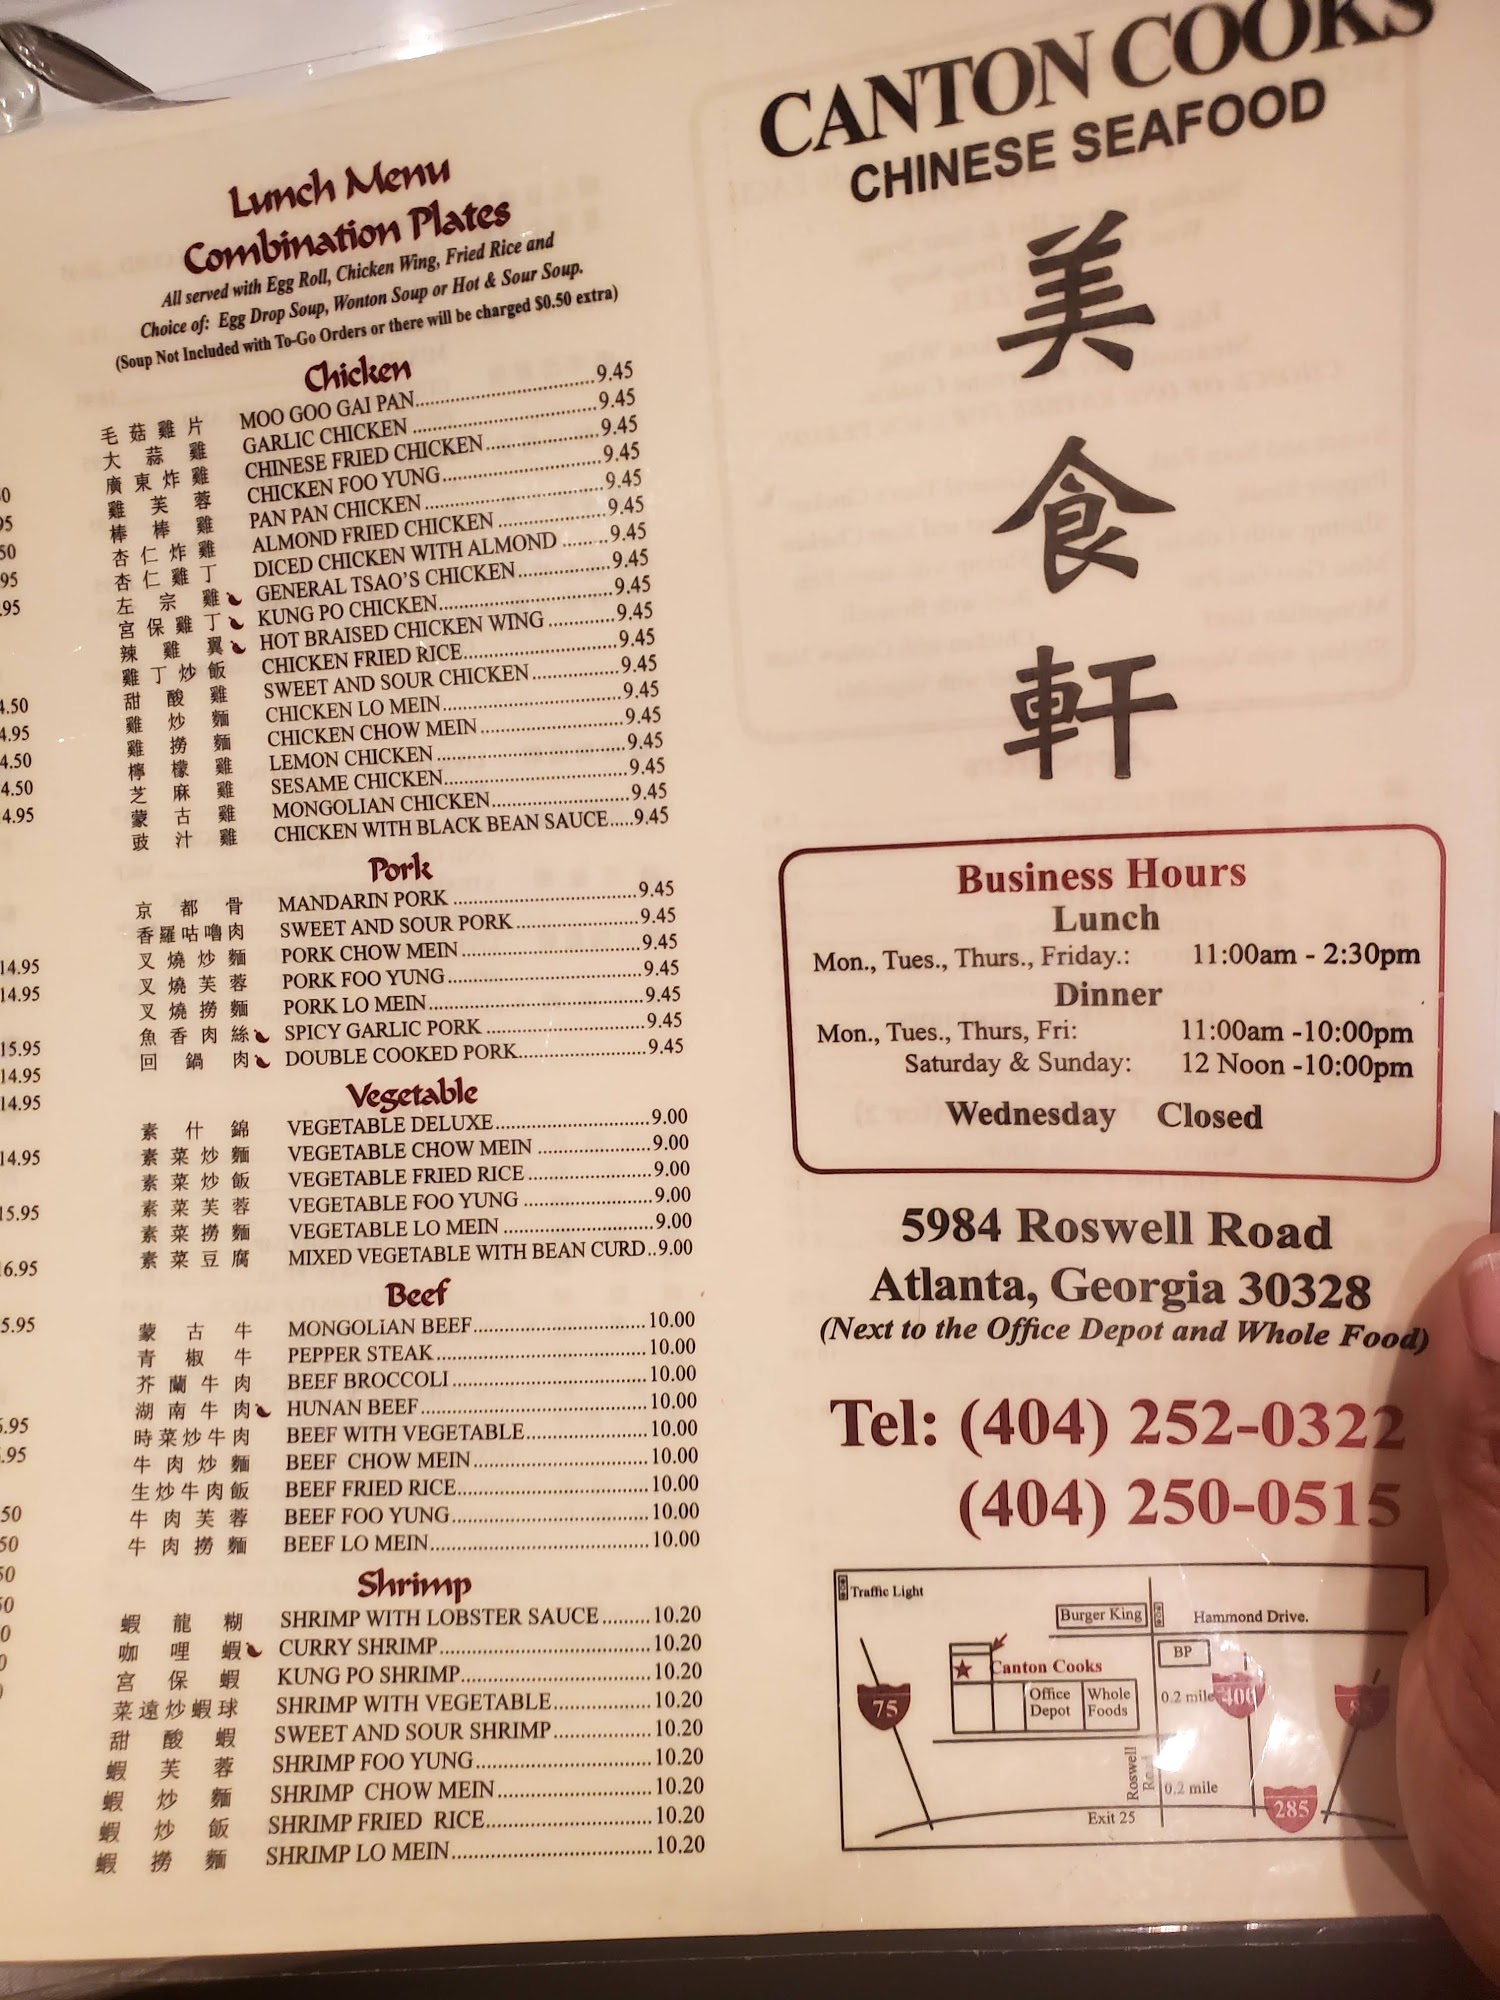 Lunch Menu
Combination Plates
All served with Egg Roll, Chicken Wing, Fried Rice and
Choice of: Egg Drop Soup, Wonton Soup or Hot & Sour Soup.
(Soup Not Included with To-Go Orders or there will be charged $0.50 extra)
Chicken
毛菇雞片 MOO GOO GAI PAN 9.45
大蒜雞 GARLIC CHICKEN 9.45
廣東炸雞 CHINESE FRIED CHICKEN 9.45
雞芙蓉 CHICKEN FOO YUNG 9.45
棒棒雞 PAN PAN CHICKEN 9.45
杏仁炸雞 ALMOND FRIED CHICKEN 9.45
杏仁雞丁 DICED CHICKEN WITH ALMOND 9.45
左宗雞 GENERAL TSAO'S CHICKEN 9.45
宮保雞丁 KUNG PO CHICKEN 9.45
辣雞翼 HOT BRAISED CHICKEN WING 9.45
雞丁炒飯 CHICKEN FRIED RICE 9.45
甜酸雞 SWEET AND SOUR CHICKEN 9.45
雞炒麵 CHICKEN LO MEIN 9.45
雞撈麵 CHICKEN CHOW MEIN 9.45
檸檬雞 LEMON CHICKEN 9.45
芝麻雞 SESAME CHICKEN 9.45
蒙古雞 MONGOLIAN CHICKEN 9.45
豉汁雞 CHICKEN WITH BLACK BEAN SAUCE 9.45
Pork
京都骨 MANDARIN PORK 9.45
香羅咕嚕肉 SWEET AND SOUR PORK 9.45
叉燒炒麵 PORK CHOW MEIN 9.45
叉燒芙蓉 PORK FOO YUNG 9.45
叉燒撈麵 PORK LO MEIN 9.45
魚香肉絲 SPICY GARLIC PORK 9.45
回鍋肉 DOUBLE COOKED PORK 9.45
Vegetable
素什錦 VEGETABLE DELUXE 9.00
素菜炒麵 VEGETABLE CHOW MEIN 9.00
素菜炒飯 VEGETABLE FRIED RICE 9.00
素菜芙蓉 VEGETABLE FOO YUNG 9.00
素菜撈麵 VEGETABLE LO MEIN 9.00
素菜豆腐 MIXED VEGETABLE WITH BEAN CURD 9.00
Beef
蒙古牛 MONGOLiAN BEEF 10.00
青椒牛 PEPPER STEAK 10.00
芥蘭牛肉 BEEF BROCCOLI 10.00
湖南牛肉 HUNAN BEEF 10.00
時菜炒牛肉 BEEF WITH VEGETABLE 10.00
牛肉炒麵 BEEF CHOW MEIN 10.00
生炒牛肉飯 BEEF FRIED RICE 10.00
牛肉芙蓉 BEEF FOO YUNG 10.00
牛肉撈麵 BEEF LO MEIN 10.00
Shrimp
蝦龍糊 SHRIMP WITH LOBSTER SAUCE 10.20
咖哩蝦 CURRY SHRIMP 10.20
宮保蝦 KUNG PO SHRIMP 10.20
菜遠炒蝦球 SHRIMP WITH VEGETABLE 10.20
甜酸蝦 SWEET AND SOUR SHRIMP 10.20
蝦芙蓉 SHRIMP FOO YUNG 10.20
蝦炒麵 SHRIMP CHOW MEIN 10.20
蝦炒飯 SHRIMP FRIED RICE 10.20
蝦撈麵 SHRIMP LO MEIN 10.20
CANTON COOKS
CHINESE SEAFOOD
美
食
軒
Business Hours
Lunch
Mon., Tues., Thurs., Friday.: 11:00am - 2:30pm
Dinner
Mon., Tues., Thurs, Fri: 11:00am -10:00pm
Saturday & Sunday: 12 Noon -10:00pm
Wednesday Closed
5984 Roswell Road
Atlanta, Georgia 30328
(Next to the Office Depot and Whole Food)
Tel: (404) 252-0322
(404) 250-0515
Traffic Light
Burger King
Hammond Drive.
BP
Canton Cooks
Office Depot
Whole Foods
75
0.2 mile
400
85
Roswell Road
0.2 mile
285
Exit 25